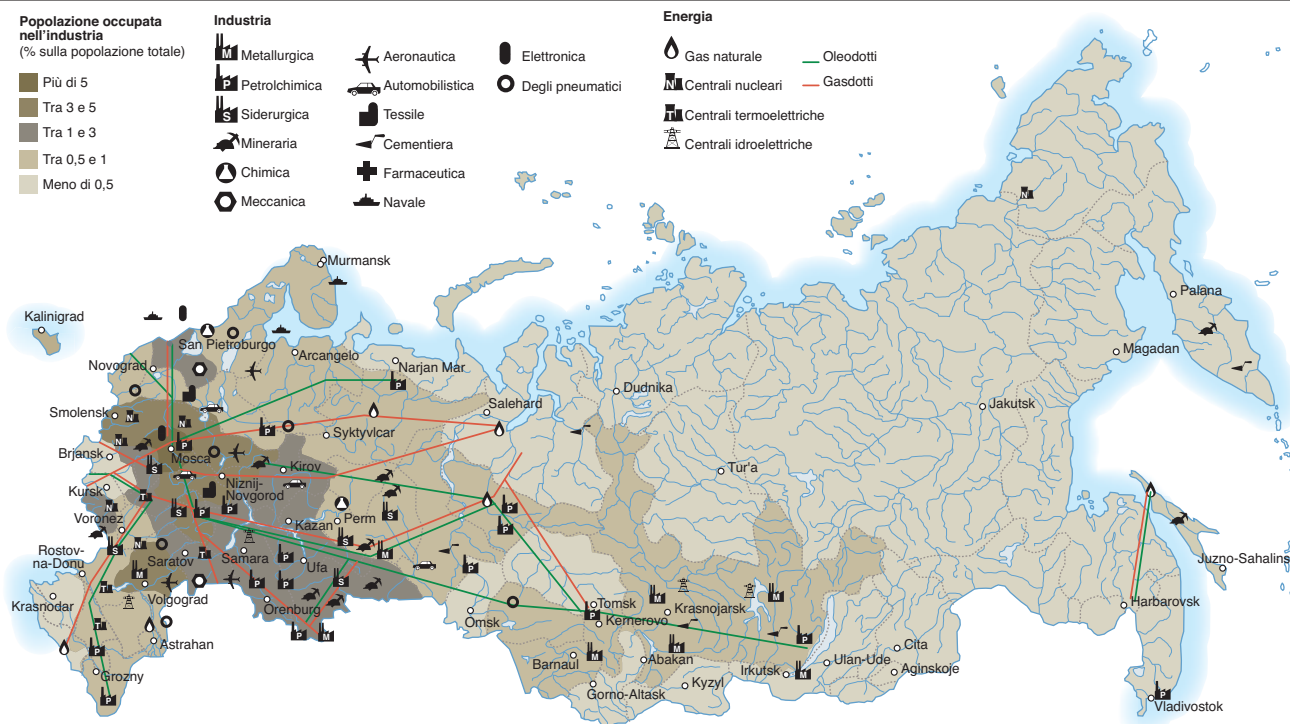 Popolazione occupata
nell'industria
(% sulla popolazione totale)
Più di 5
Tra 3 e 5
Tra 1 e 3
Tra 0,5 e 1
Meno di 0,5
Industria
M Metallurgica
P Petrolchimica
S Siderurgica
Mineraria
Chimica
Meccanica
Aeronautica
Automobilistica
Tessile
Cementiera
Farmaceutica
Navale
Elettronica
Degli pneumatici
Energia
Gas naturale
N Centrali nucleari
T Centrali termoelettriche
Centrali idroelettriche
Oleodotti
Gasdotti
Murmansk
Kalinigrad
San Pietroburgo
Novograd
Arcangelo
Narjan Mar
Smolensk
Salehard
Dudnika
Syktyvlcar
Brjansk
Mosca
Kirov
Niznij-
Novgorod
Kursk
Voronez
Kazan
Perm
Rostov-
na-Donu
Saratov
Samara
Ufa
Krasnodar
Volgograd
Orenburg
Astrahan
Grozny
Omsk
Tomsk
Kernerovo
Krasnojarsk
Barnaul
Abakan
Gorno-Altask
Kyzyl
Irkutsk
Ulan-Ude
Cita
Aginskoje
Tur'a
Jakutsk
Magadan
Palana
Juzno-Sahalins
Harbarovsk
Vladivostok